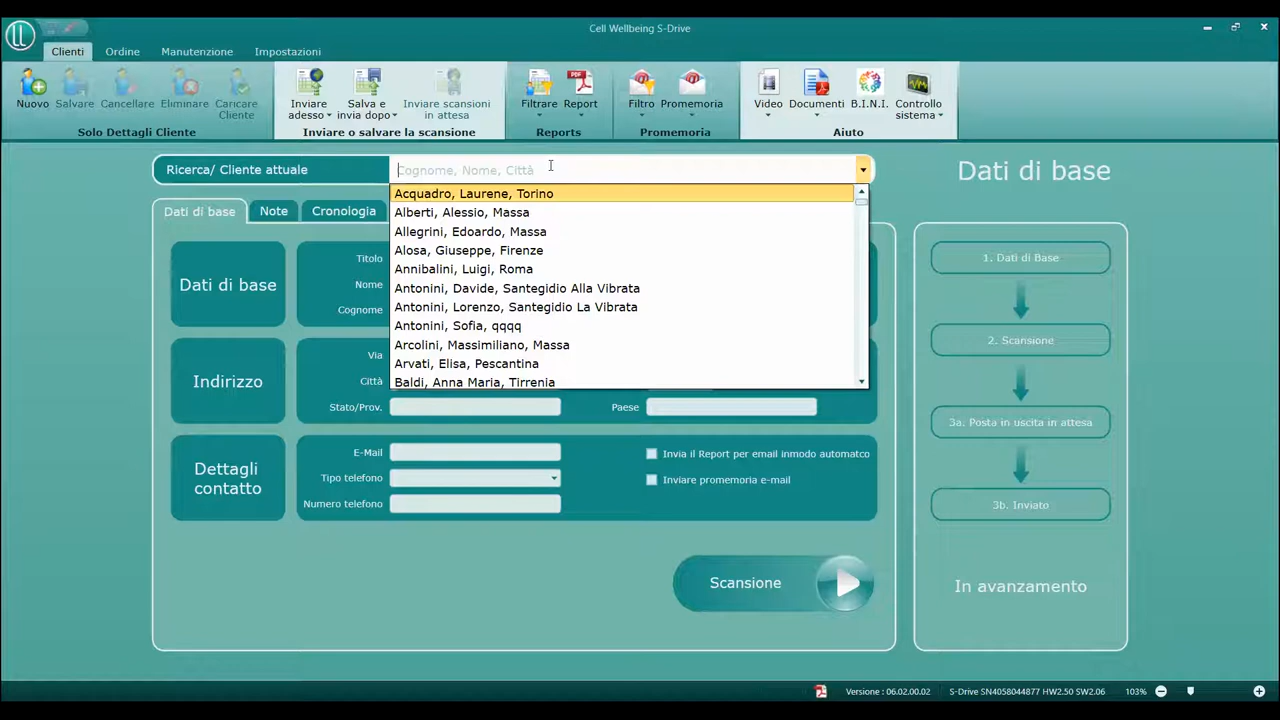 Cell Wellbeing S-Drive
Clienti Ordine Manutenzione Impostazioni
Nuovo Salvare Cancellare Eliminare Caricare Cliente
Solo Dettagli Cliente
Inviare adesso Salva e invia dopo Inviare scansioni in attesa
Inviare o salvare la scansione
Filtrare Report
Reports
Filtro Promemoria
Promemoria
Video Documenti B.I.N.I. Controllo sistema
Aiuto
Ricerca/ Cliente attuale
Cognome, Nome, Città
Dati di base
Acquadro, Laurene, Torino
Alberti, Alessio, Massa
Allegrini, Edoardo, Massa
Alosa, Giuseppe, Firenze
Annibalini, Luigi, Roma
Antonini, Davide, Santegidio Alla Vibrata
Antonini, Lorenzo, Santegidio La Vibrata
Antonini, Sofia, qqqq
Arcolini, Massimiliano, Massa
Arvati, Elisa, Pescantina
Baldi, Anna Maria, Tirrenia
Dati di base Note Cronologia
Dati di base
Titolo
Nome
Cognome
Indirizzo
Via
Città
Stato/Prov. Paese
Dettagli contatto
E-Mail
Invia il Report per email inmodo automatco
Tipo telefono
Inviare promemoria e-mail
Numero telefono
Scansione
1. Dati di Base
2. Scansione
3a. Posta in uscita in attesa
3b. Inviato
In avanzamento
Versione : 06.02.00.02 S-Drive SN4058044877 HW2.50 SW2.06 103%